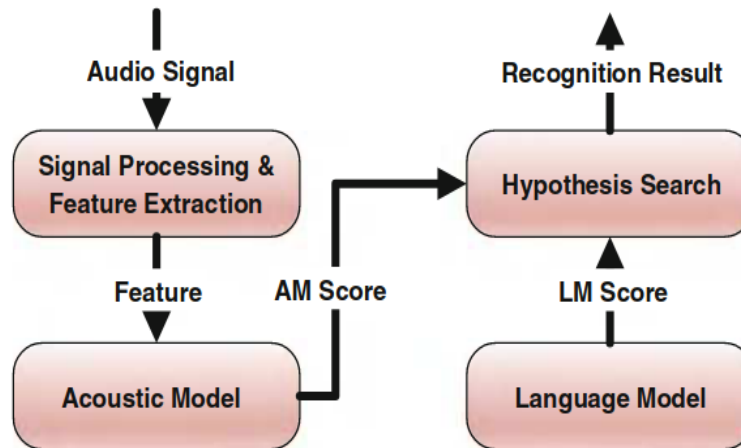 Audio Signal
Recognition Result
Signal Processing &
Feature Extraction
Hypothesis Search
Feature
AM Score
LM Score
Acoustic Model
Language Model